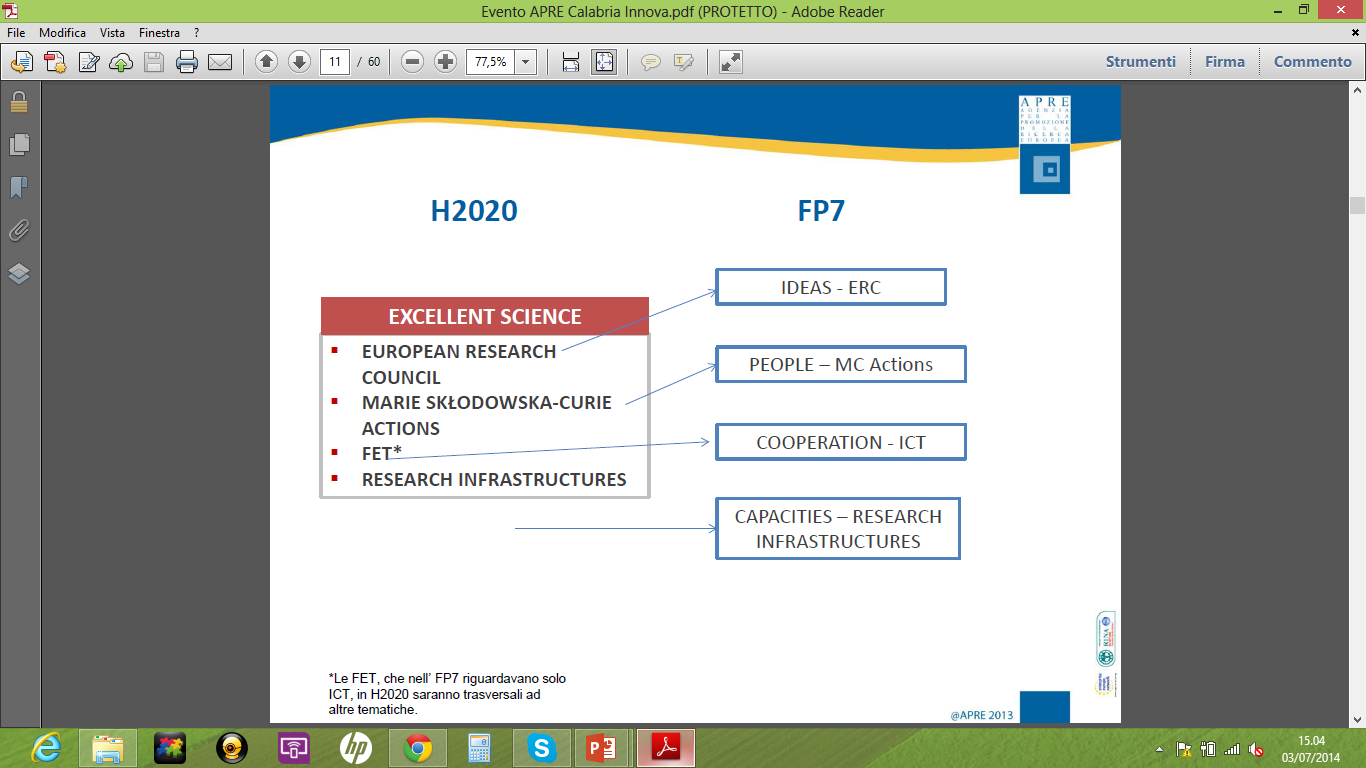 Evento APRE Calabria Innova.pdf (PROTETTO) - Adobe Reader
File Modifica Vista Finestra ?
11 / 60 77,5% Strumenti Firma Commento
APRE
AGENZIA
PER LA
PROMOZIONE
DELLA
RICERCA
EUROPEA
H2020 FP7
EXCELLENT SCIENCE
EUROPEAN RESEARCH
COUNCIL
MARIE SKŁODOWSKA-CURIE
ACTIONS
FET*
RESEARCH INFRASTRUCTURES
IDEAS - ERC
PEOPLE – MC Actions
COOPERATION - ICT
CAPACITIES – RESEARCH
INFRASTRUCTURES
*Le FET, che nell' FP7 riguardavano solo
ICT, in H2020 saranno trasversali ad
altre tematiche.
@APRE 2013
RINA
hp
15.04
03/07/2014